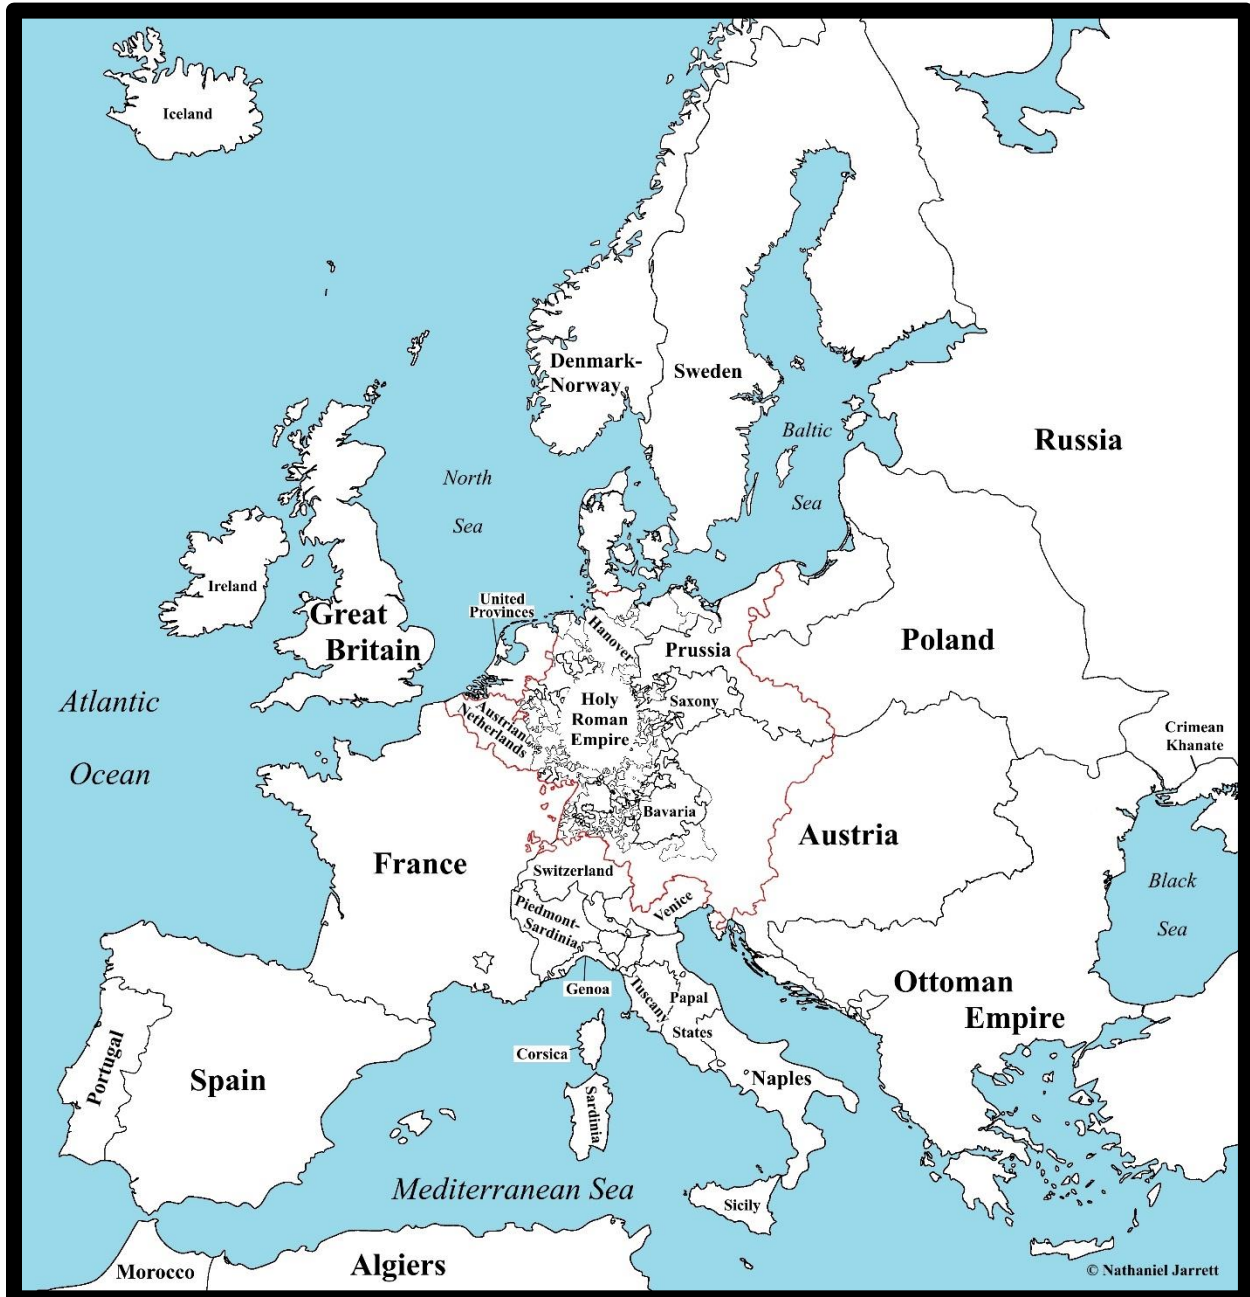 Iceland
Denmark-
Norway
Sweden
Baltic
Sea
Russia
North
Sea
Ireland
Great
Britain
United
Provinces
Hanover
Prussia
Poland
Saxony
Holy
Roman
Empire
Austrian
Netherlands
Atlantic
Ocean
Crimean
Khanate
Bavaria
Austria
France
Switzerland
Black
Sea
Venice
Piedmont-
Sardinia
Genoa
Tuscany
Papal
States
Ottoman
Empire
Corsica
Portugal
Spain
Naples
Sardinia
Mediterranean Sea
Sicily
Morocco
Algiers
© Nathaniel Jarrett